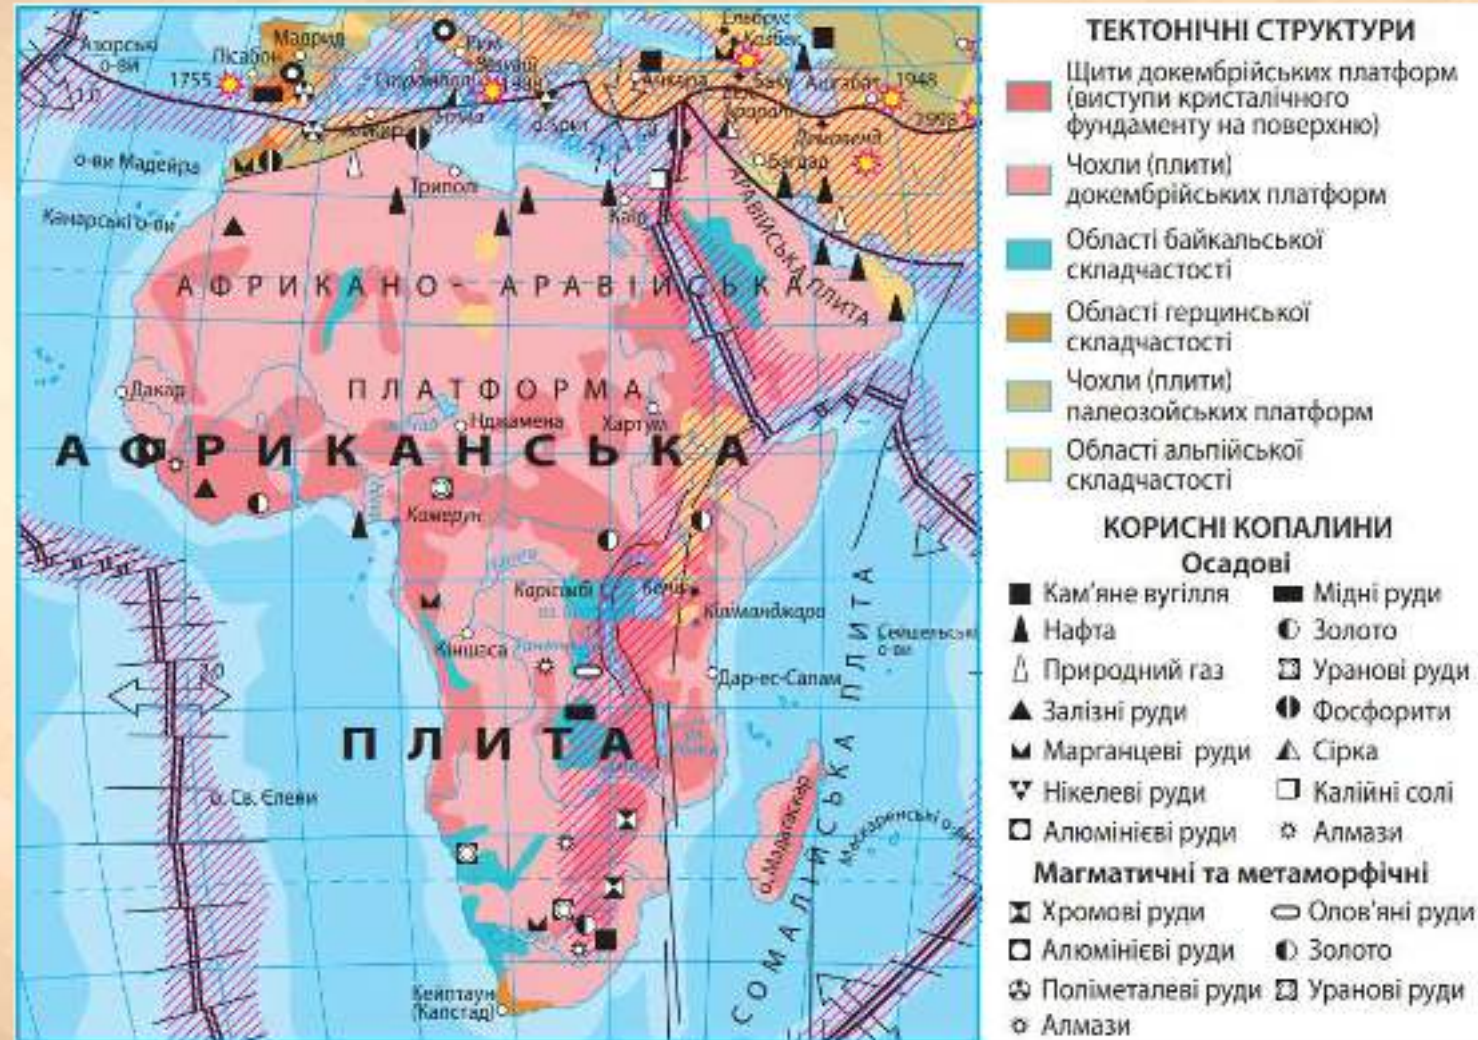 ТЕКТОНІЧНІ СТРУКТУРИ
Щити докембрійських платформ
(виступи кристалічного
фундаменту на поверхню)
Чохли (плити)
докембрійських платформ
Області байкальської
складчастості
Області герцинської
складчастості
Чохли (плити)
палеозойських платформ
Області альпійської
складчастості
КОРИСНІ КОПАЛИНИ
Осадові
Кам'яне вугілля
Мідні руди
Нафта
Золото
Природний газ
Уранові руди
Залізні руди
Фосфорити
Марганцеві руди
Сірка
Нікелеві руди
Калійні солі
Алюмінієві руди
Алмази
Магматичні та метаморфічні
Хромові руди
Олов'яні руди
Алюмінієві руди
Золото
Поліметалеві руди
Уранові руди
Алмази
Азорські
о-ви
Мадрид
Рим
Ельбрус
Казбек
1755
Анкара
Баку
1948
о-ви Мадейра
Триполі
Багдад
Канарські о-ви
Каїр
АФРИКАНО-АРАВІЙСЬКА
ПЛАТФОРМА
АРАВІЙСЬКА ПЛИТА
Дакар
Нджамена
Хартум
АФРИКАНСЬКА
ПЛИТА
Камерун
Карісімбі
Кенія
Кіліманджаро
Кіншаса
Сейшельські
о-ви
Дар-ес-Салам
о. Св. Єлени
о. Мадагаскар
Маскаренські о-ви
СОМАЛІЙСЬКА ПЛИТА
Кейптаун
(Капстад)